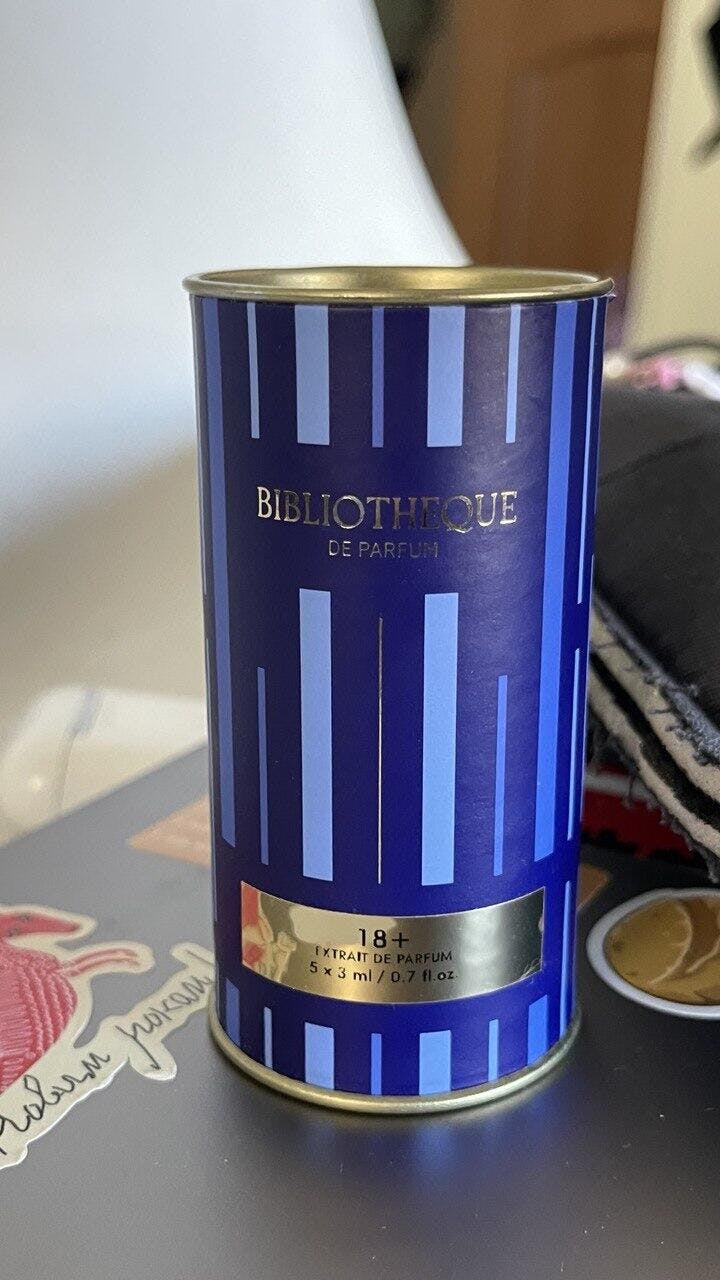 BIBLIOTHEQUE
DE PARFUM
18+
EXTRAIT DE PARFUM
5 x 3 ml / 0.7 fl.oz.